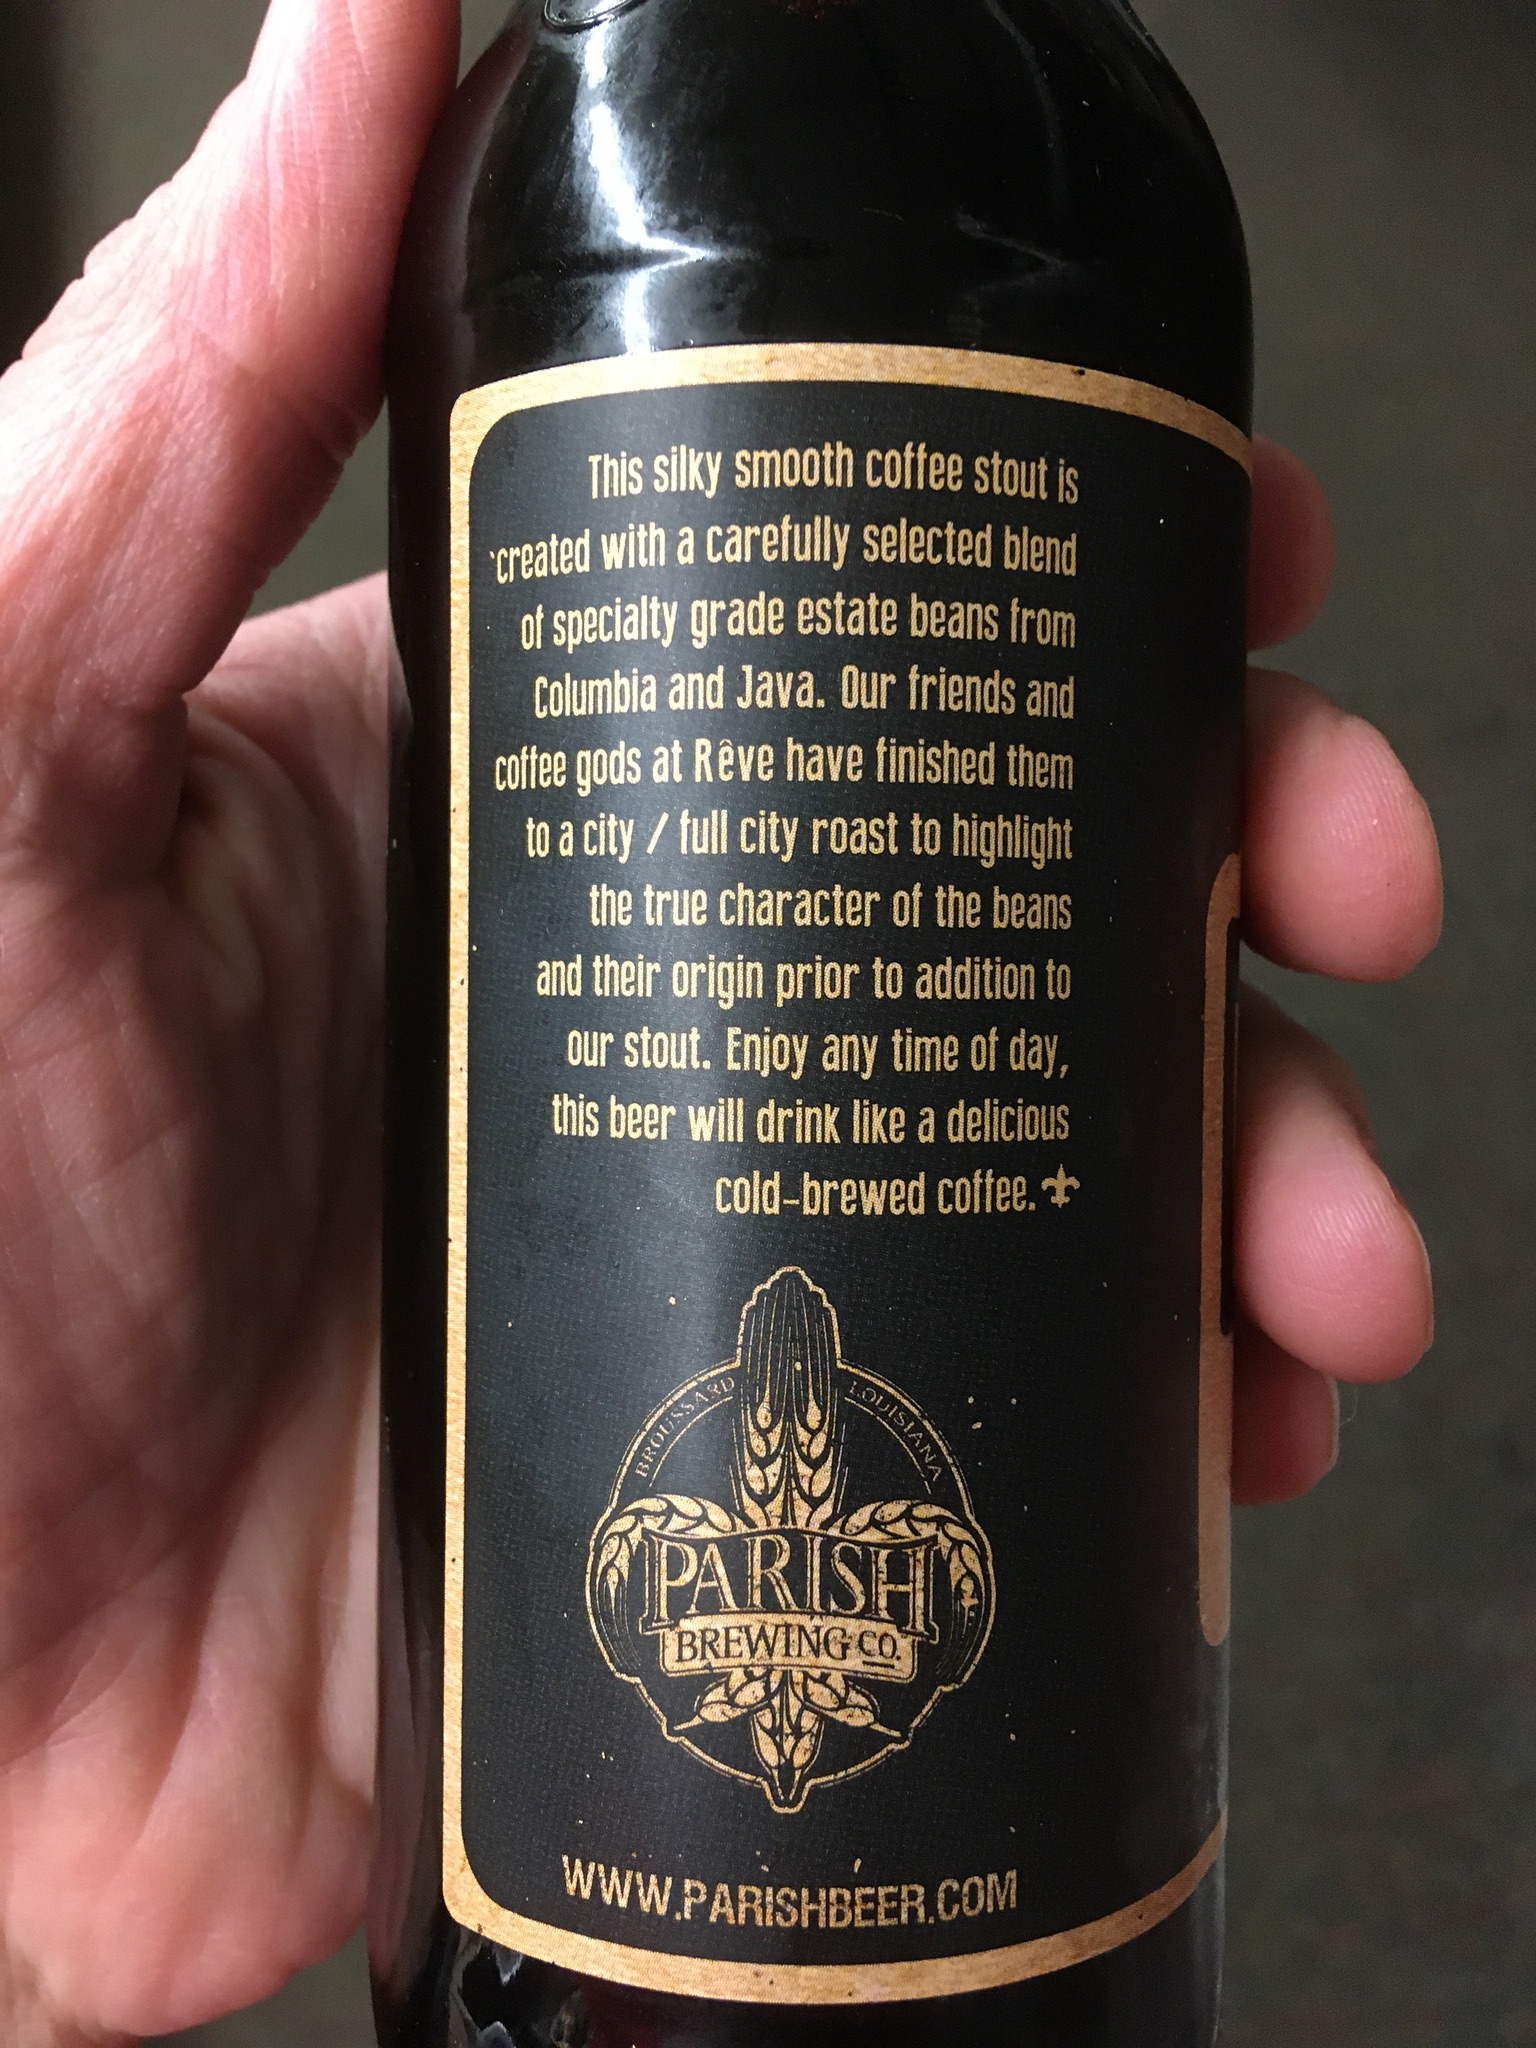 This silky smooth coffee stout is
created with a carefully selected blend
of specialty grade estate beans from
Columbia and Java. Our friends and
coffee gods at Rêve have finished them
to a city / full city roast to highlight
the true character of the beans
and their origin prior to addition to
our stout. Enjoy any time of day,
this beer will drink like a delicious
cold-brewed coffee.
BROUSSARD LOUISIANA
PARISH
BREWING CO.
WWW.PARISHBEER.COM